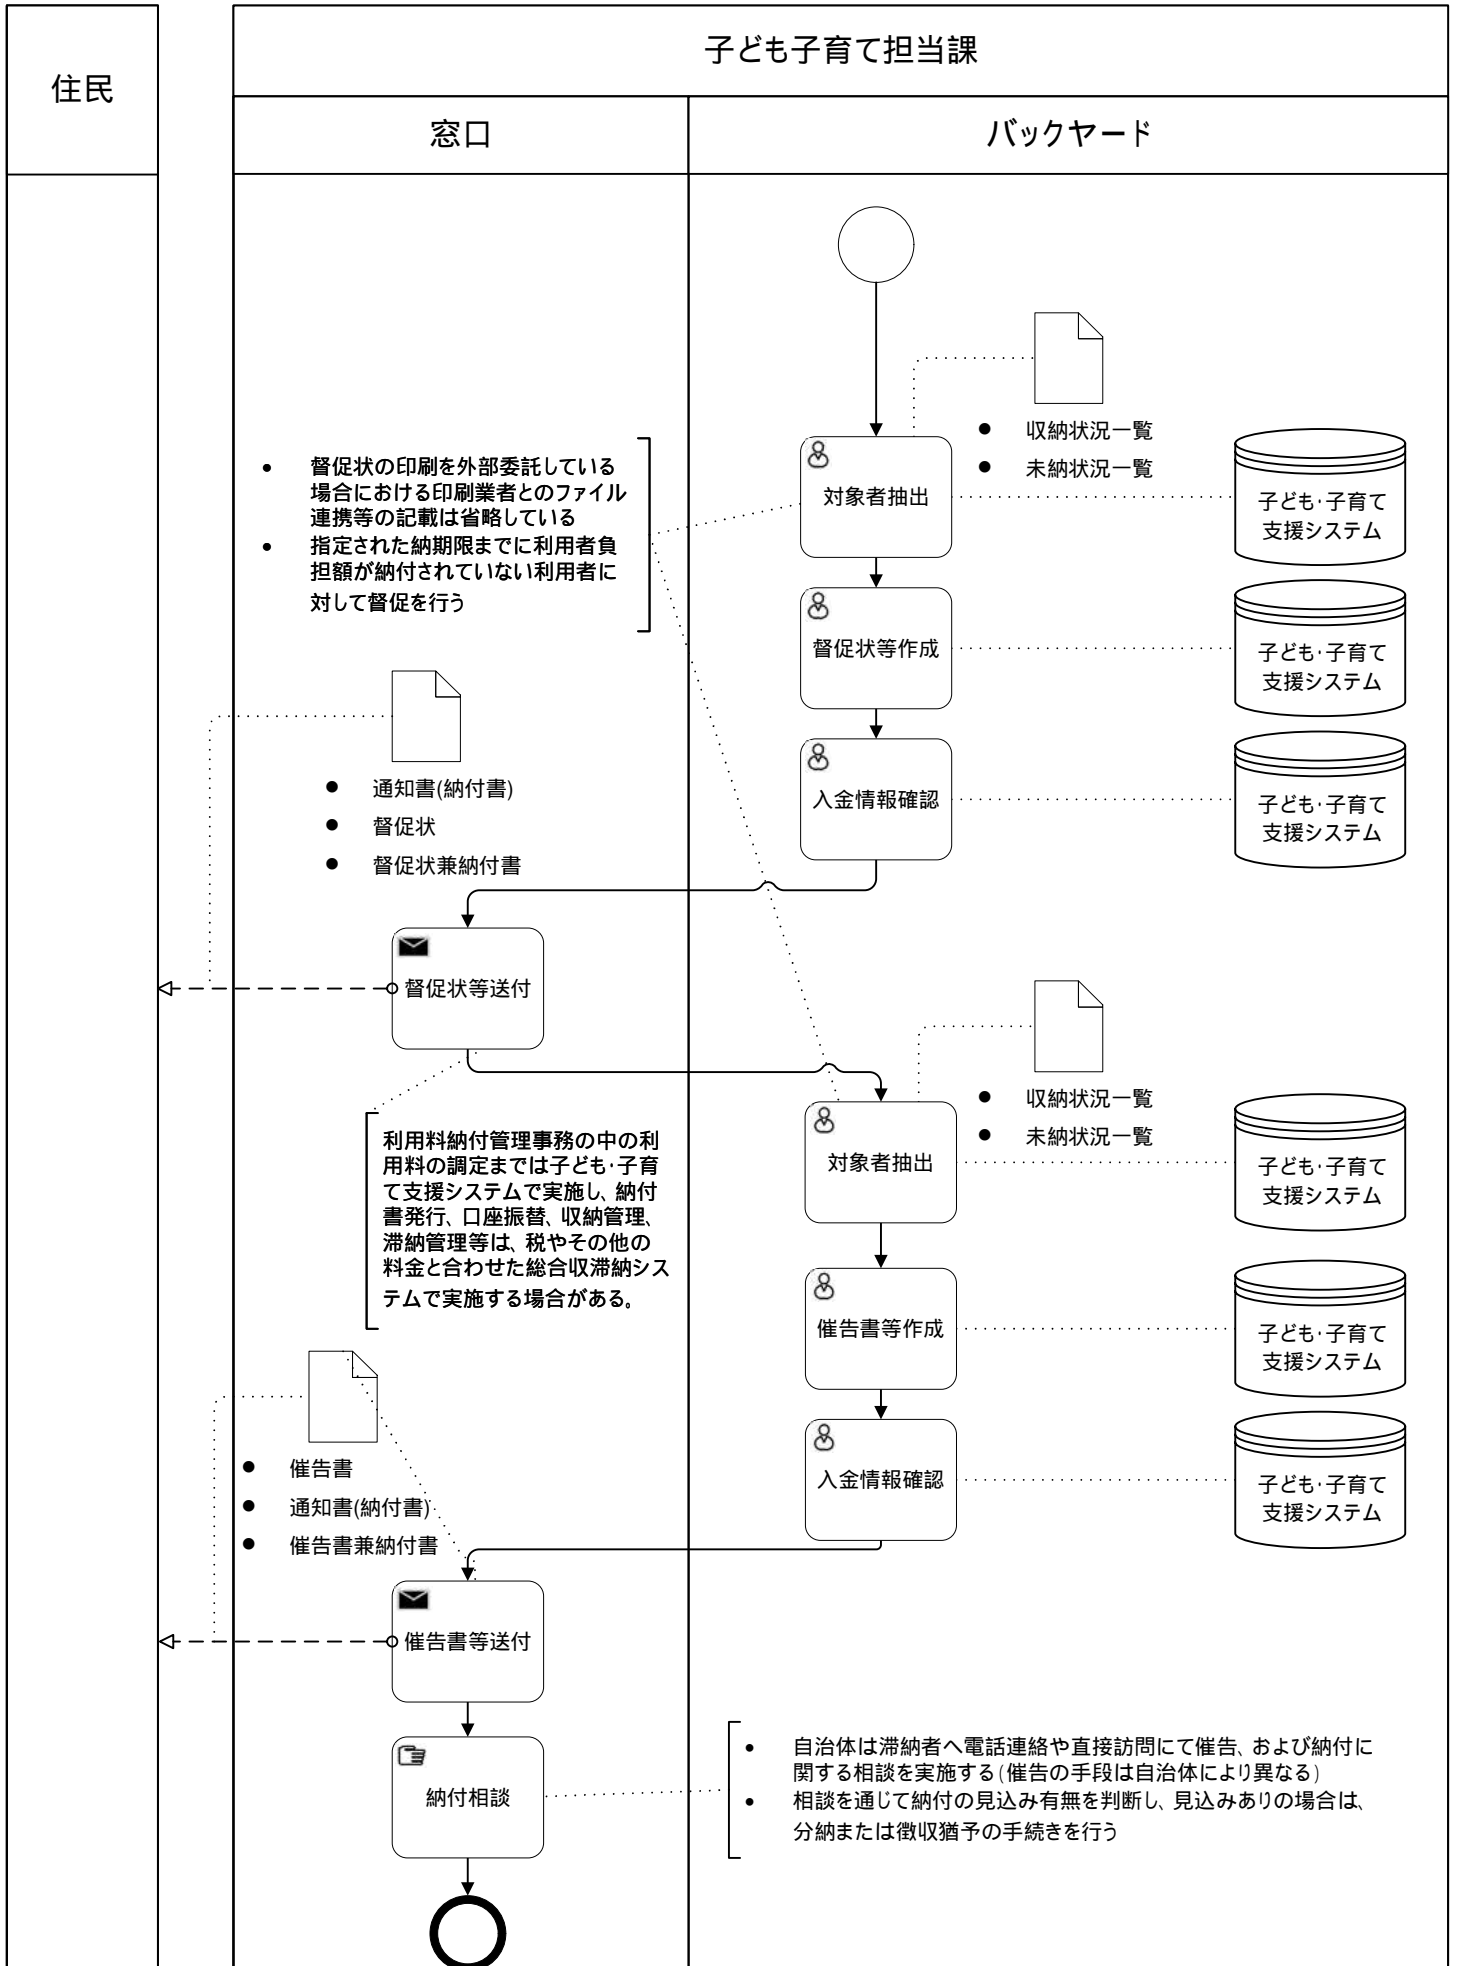 住民
子ども子育て担当課
窓口
バックヤード
● 収納状況一覧
● 未納状況一覧
対象者抽出
子ども・子育て
支援システム
• 督促状の印刷を外部委託している
場合における印刷業者とのファイル
連携等の記載は省略している
• 指定された納期限までに利用者負
担額が納付されていない利用者に
対して督促を行う
督促状等作成
子ども・子育て
支援システム
入金情報確認
子ども・子育て
支援システム
● 通知書(納付書)
● 督促状
● 督促状兼納付書
督促状等送付
● 収納状況一覧
● 未納状況一覧
対象者抽出
子ども・子育て
支援システム
利用料納付管理事務の中の利
用料の調定までは子ども・子育
て支援システムで実施し、納付
書発行、口座振替、収納管理、
滞納管理等は、税やその他の
料金と合わせた総合収滞納シス
テムで実施する場合がある。
催告書等作成
子ども・子育て
支援システム
入金情報確認
子ども・子育て
支援システム
● 催告書
● 通知書(納付書)
● 催告書兼納付書
催告書等送付
納付相談
• 自治体は滞納者へ電話連絡や直接訪問にて催告、および納付に
関する相談を実施する(催告の手段は自治体により異なる)
• 相談を通じて納付の見込み有無を判断し、見込みありの場合は、
分納または徴収猶予の手続きを行う